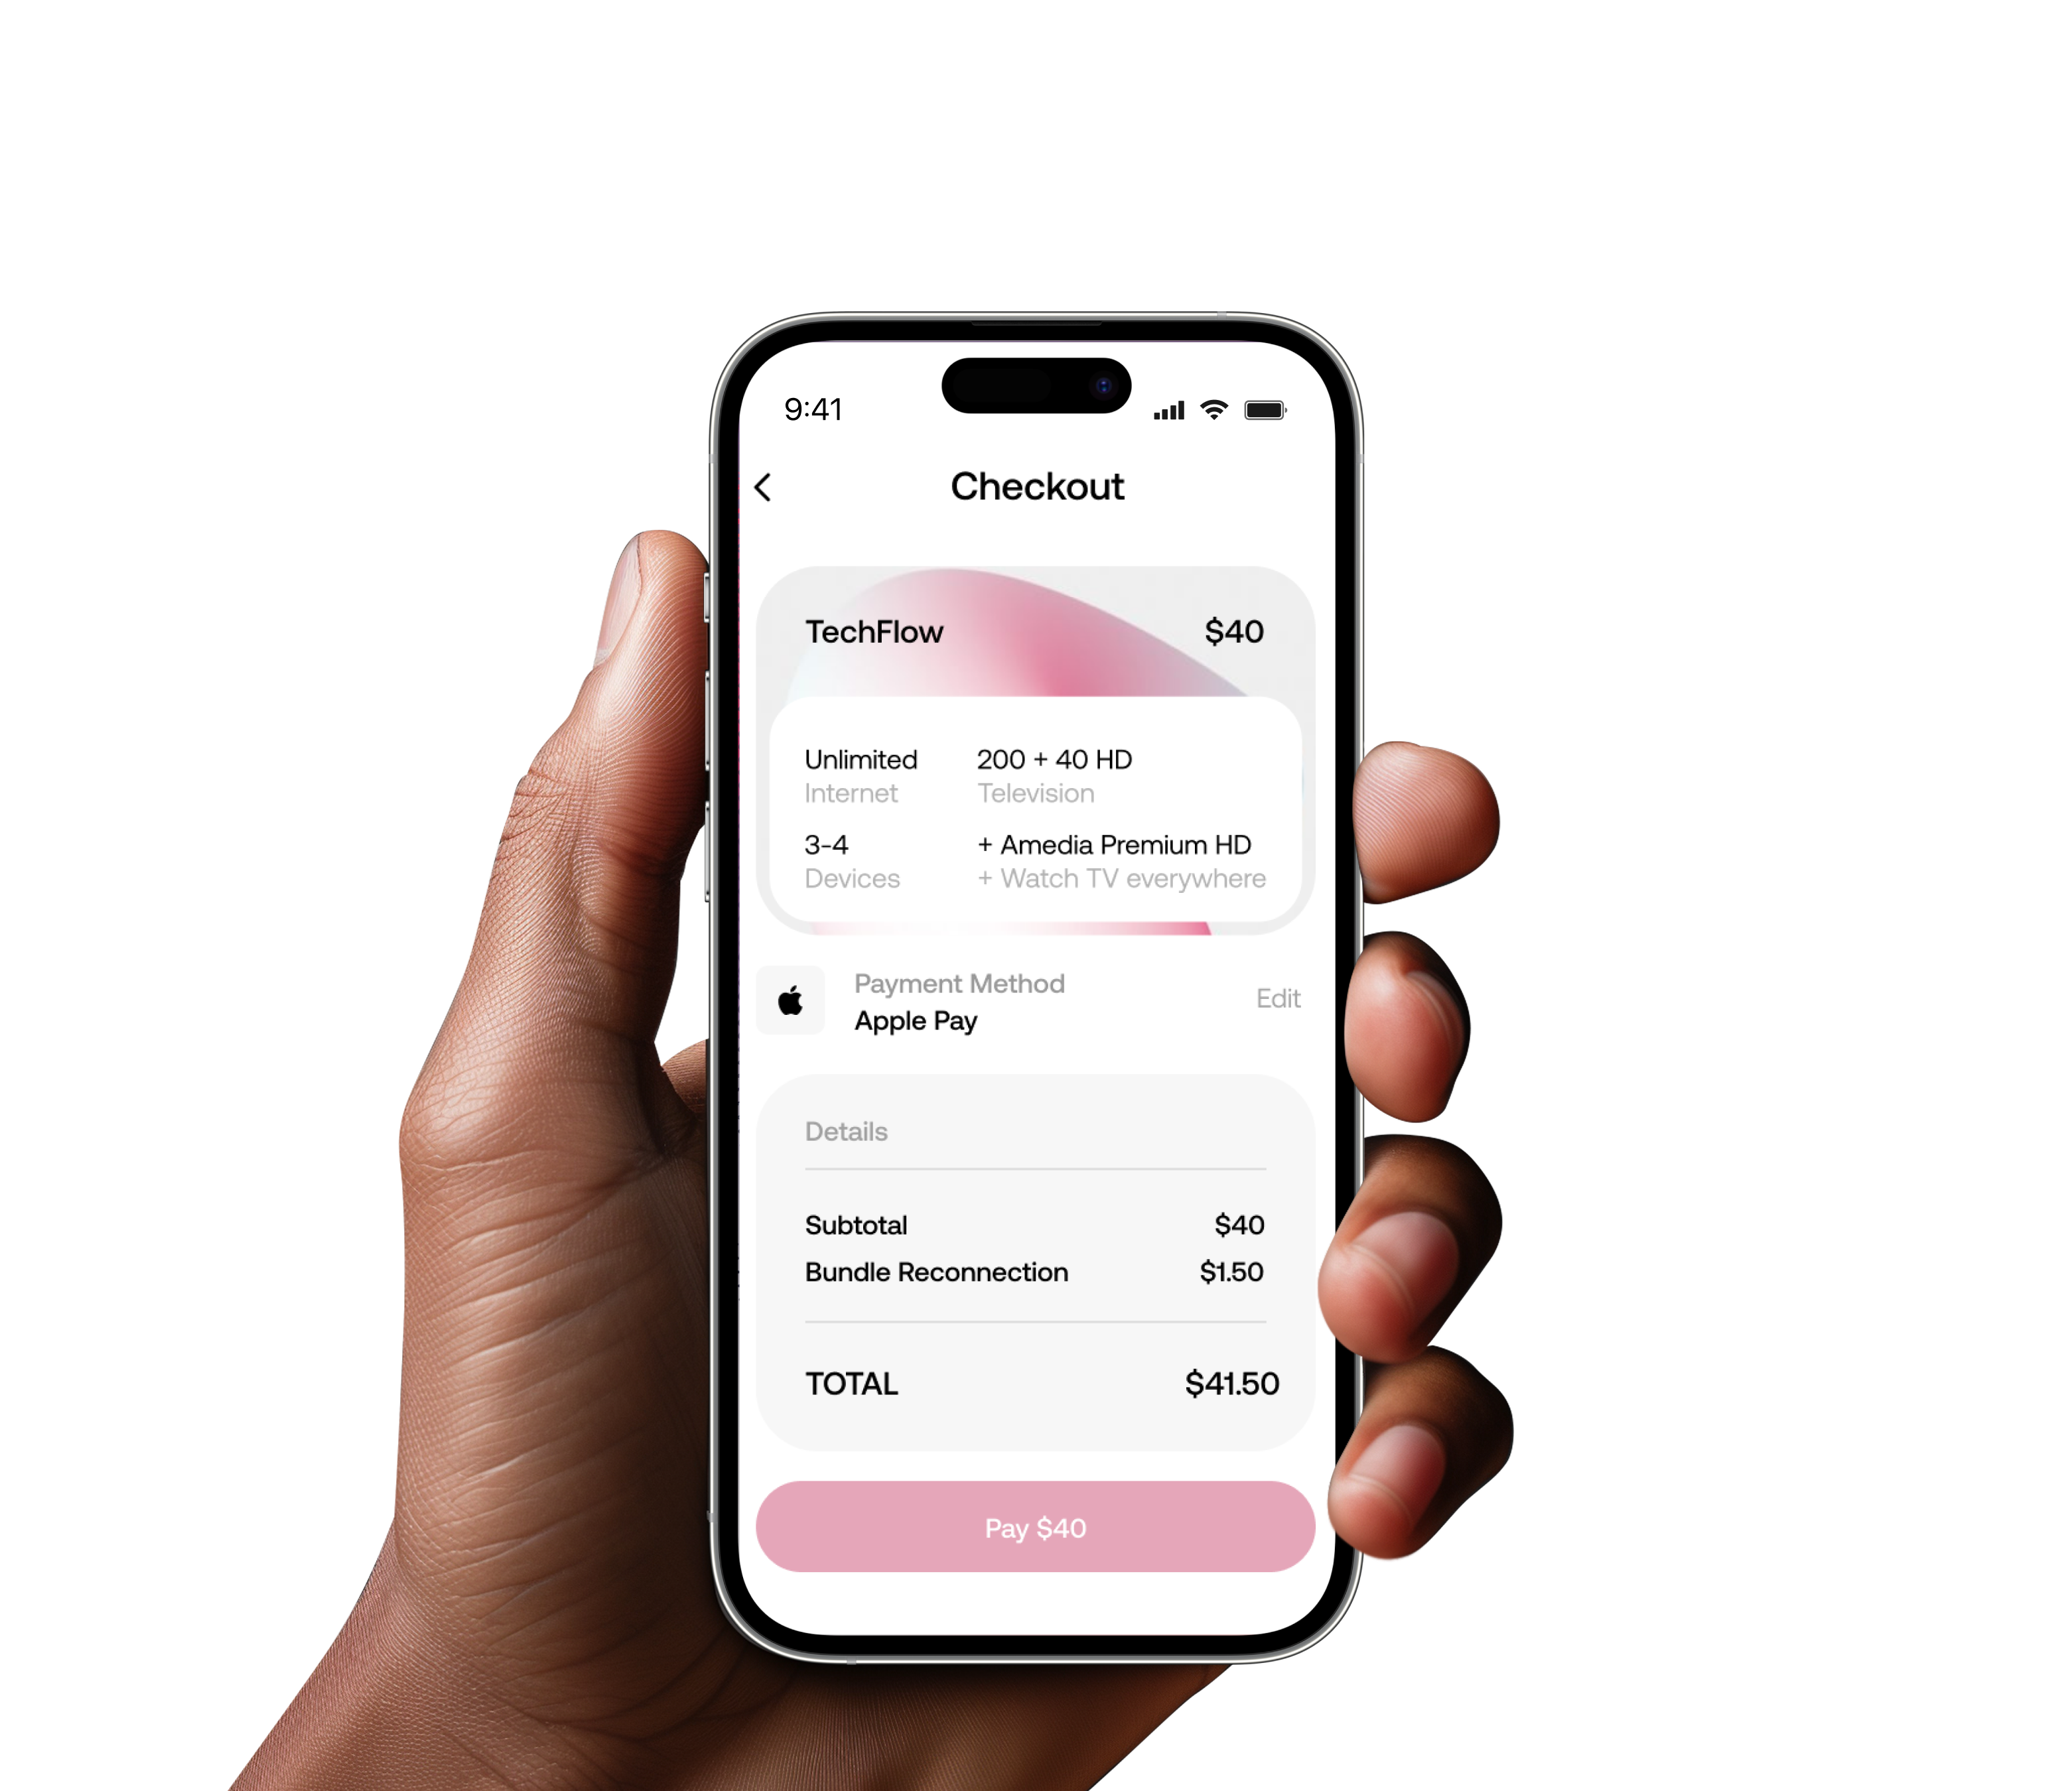 9:41
Checkout
TechFlow $40
Unlimited 200 + 40 HD
Internet Television
3-4 + Amedia Premium HD
Devices + Watch TV everywhere
Payment Method
Apple Pay
Edit
Details
Subtotal $40
Bundle Reconnection $1.50
TOTAL $41.50
Pay $40